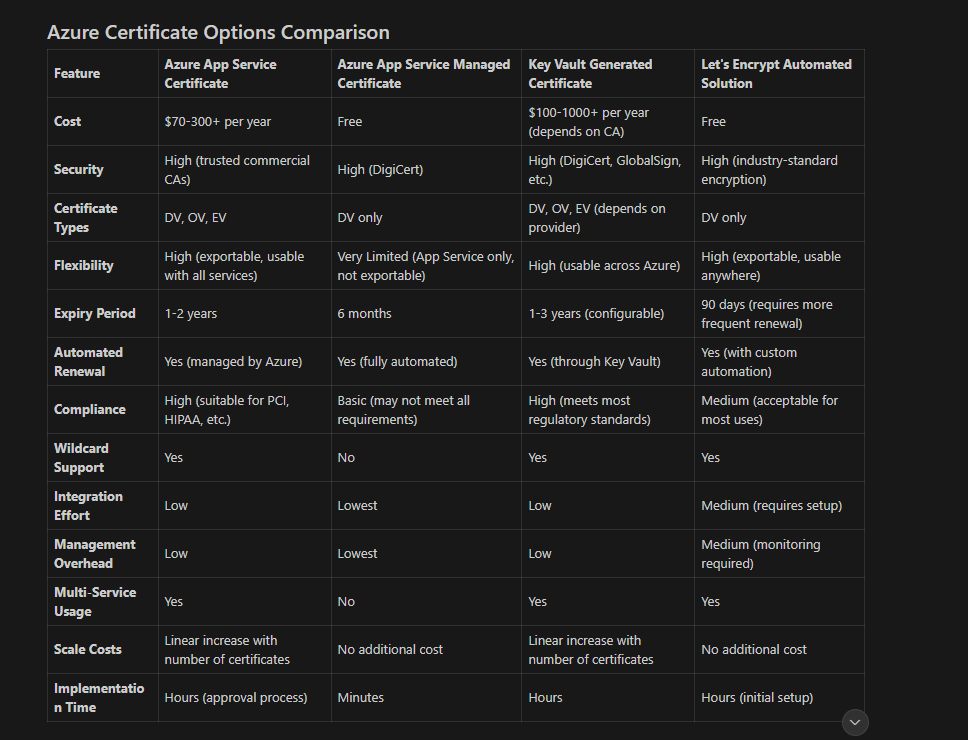 Azure Certificate Options Comparison
Feature
Azure App Service
Certificate
Azure App Service Managed
Certificate
Key Vault Generated
Certificate
Let's Encrypt Automated
Solution
Cost
$70-300+ per year
Free
$100-1000+ per year
(depends on CA)
Free
Security
High (trusted commercial
CAs)
High (DigiCert)
High (DigiCert, GlobalSign,
etc.)
High (industry-standard
encryption)
Certificate
Types
DV, OV, EV
DV only
DV, OV, EV (depends on
provider)
DV only
Flexibility
High (exportable, usable
with all services)
Very Limited (App Service only,
not exportable)
High (usable across Azure)
High (exportable, usable
anywhere)
Expiry Period
1-2 years
6 months
1-3 years (configurable)
90 days (requires more
frequent renewal)
Automated
Renewal
Yes (managed by Azure)
Yes (fully automated)
Yes (through Key Vault)
Yes (with custom
automation)
Compliance
High (suitable for PCI,
HIPAA, etc.)
Basic (may not meet all
requirements)
High (meets most
regulatory standards)
Medium (acceptable for
most uses)
Wildcard
Support
Yes
No
Yes
Yes
Integration
Effort
Low
Lowest
Low
Medium (requires setup)
Management
Overhead
Low
Lowest
Low
Medium (monitoring
required)
Multi-Service
Usage
Yes
No
Yes
Yes
Scale Costs
Linear increase with
number of certificates
No additional cost
Linear increase with
number of certificates
No additional cost
Implementatio
n Time
Hours (approval process)
Minutes
Hours
Hours (initial setup)